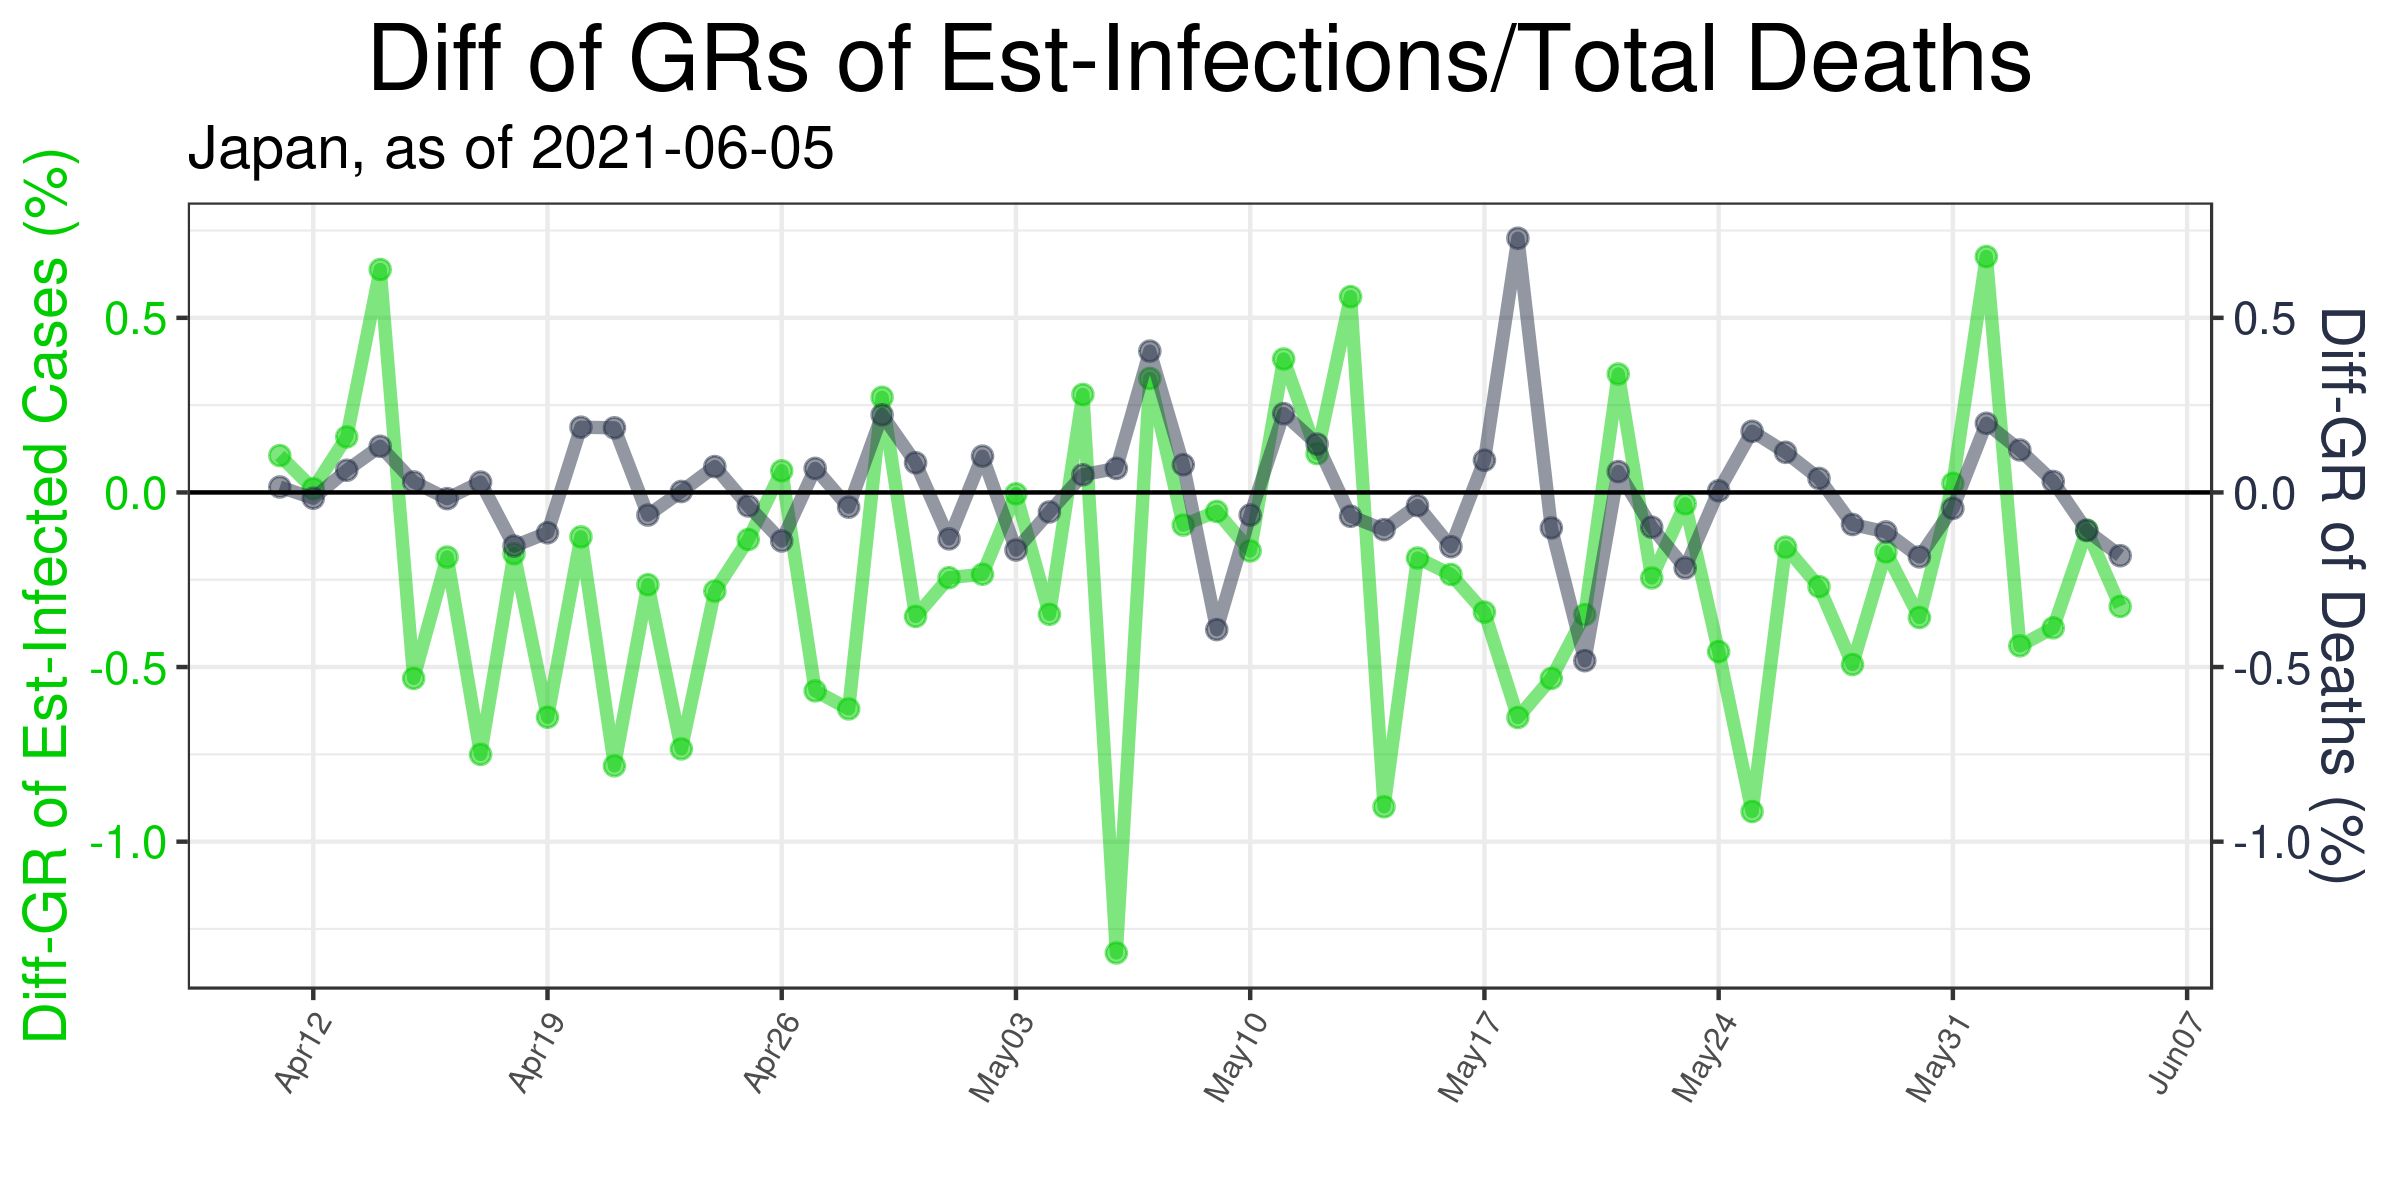 Diff of GRs of Est-Infections/Total Deaths
Japan, as of 2021-06-05
Diff-GR of Est-Infected Cases (%)
0.5
0.0
-0.5
-1.0
0.5
0.0
-0.5
-1.0
Diff-GR of Deaths (%)
Apr12
Apr19
Apr26
May03
May10
May17
May24
May31
Jun07